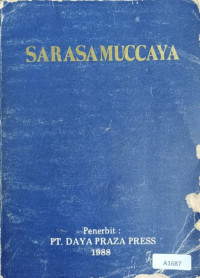 SARASAMUCCAYA
Penerbit :
PT. DAYA PRAZA PRESS
1988
A1687